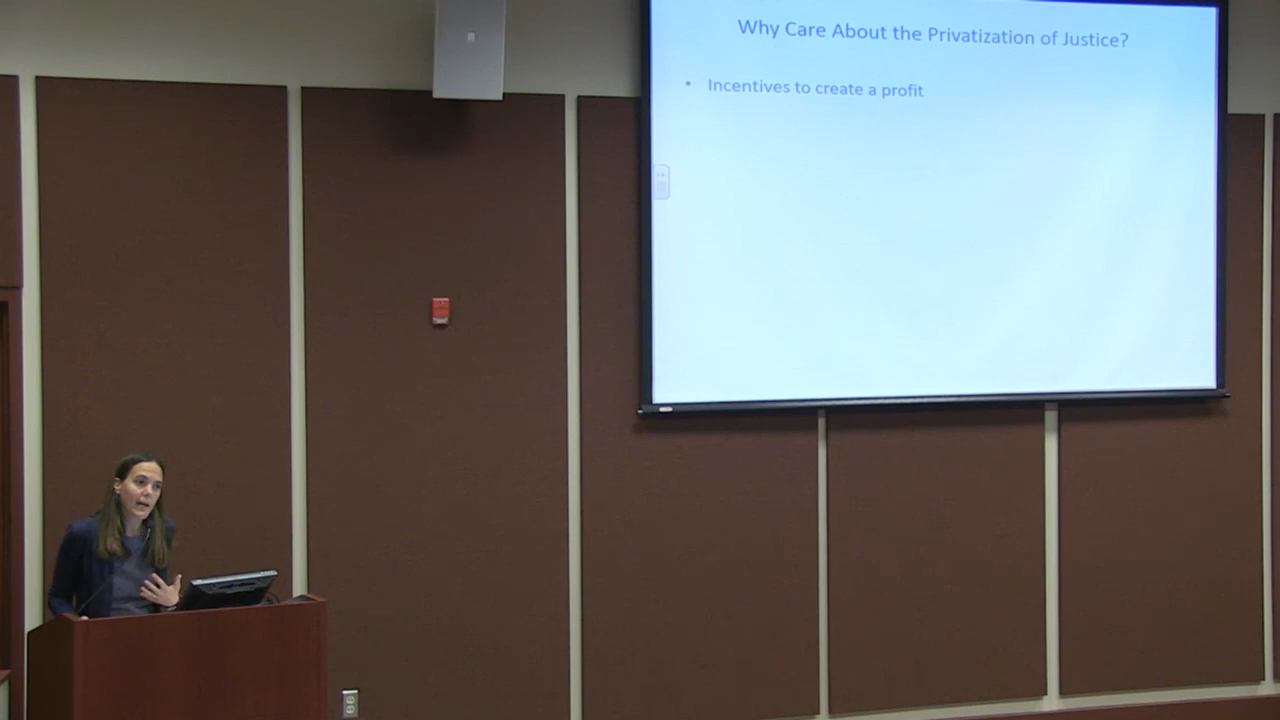 Why Care About the Privatization of Justice?
• Incentives to create a profit